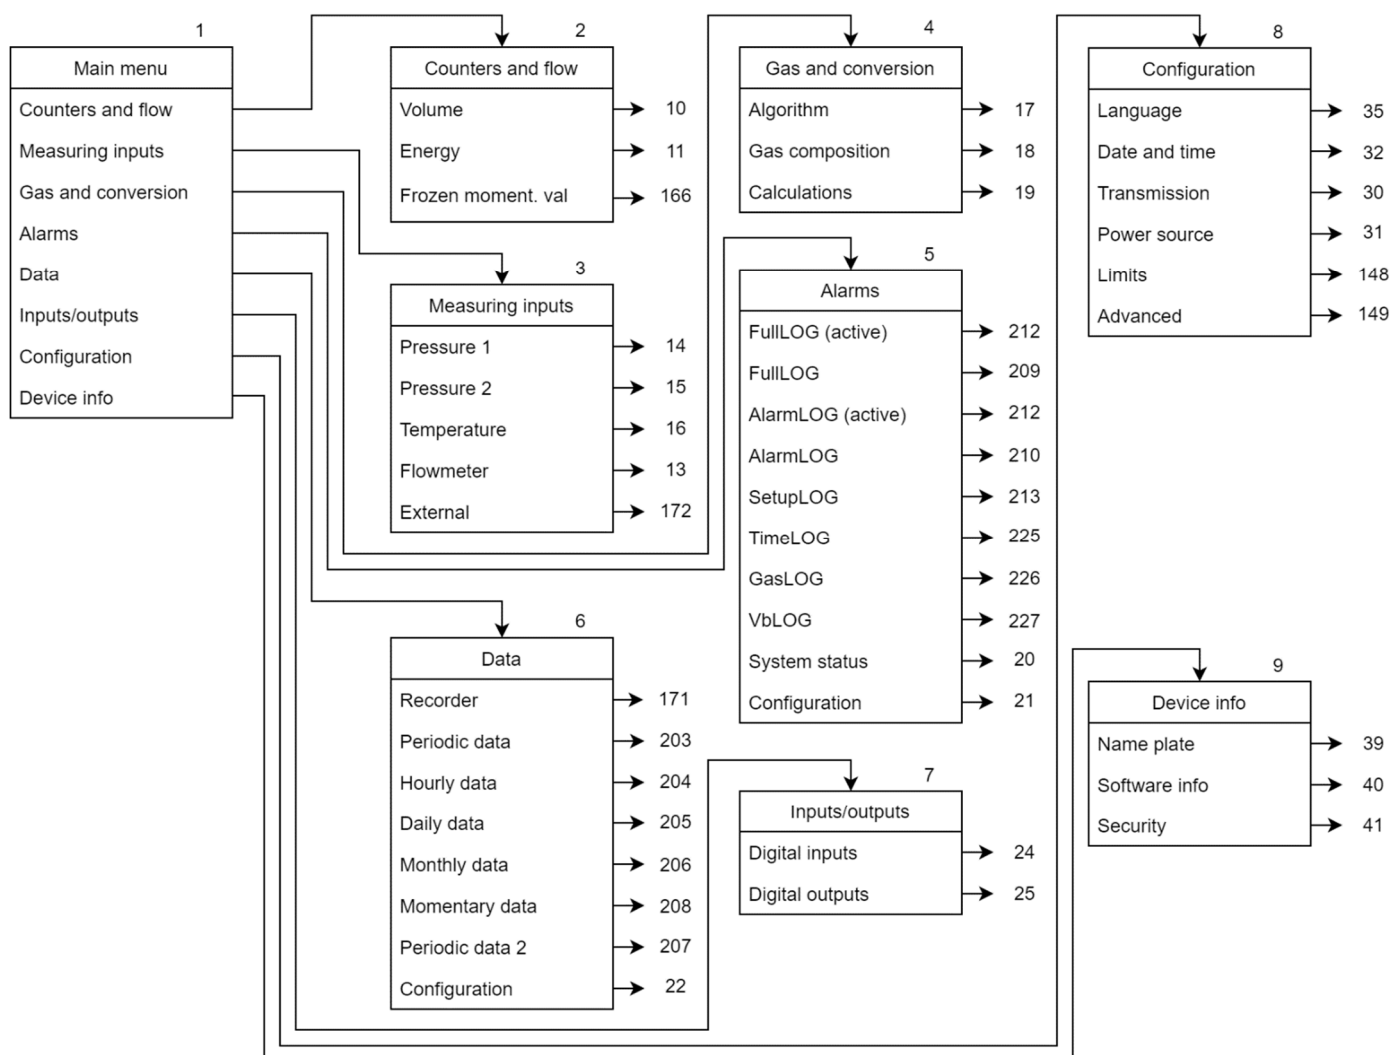 1
Main menu
Counters and flow
Measuring inputs
Gas and conversion
Alarms
Data
Inputs/outputs
Configuration
Device info
2
Counters and flow
Volume 10
Energy 11
Frozen moment. val 166
3
Measuring inputs
Pressure 1 14
Pressure 2 15
Temperature 16
Flowmeter 13
External 172
6
Data
Recorder 171
Periodic data 203
Hourly data 204
Daily data 205
Monthly data 206
Momentary data 208
Periodic data 2 207
Configuration 22
4
Gas and conversion
Algorithm 17
Gas composition 18
Calculations 19
5
Alarms
FullLOG (active) 212
FullLOG 209
AlarmLOG (active) 212
AlarmLOG 210
SetupLOG 213
TimeLOG 225
GasLOG 226
VbLOG 227
System status 20
Configuration 21
7
Inputs/outputs
Digital inputs 24
Digital outputs 25
8
Configuration
Language 35
Date and time 32
Transmission 30
Power source 31
Limits 148
Advanced 149
9
Device info
Name plate 39
Software info 40
Security 41